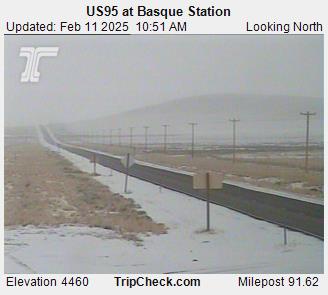 US95 at Basque Station
Updated: Feb 11 2025 10:51 AM Looking North
Elevation 4460 TripCheck.com Milepost 91.62